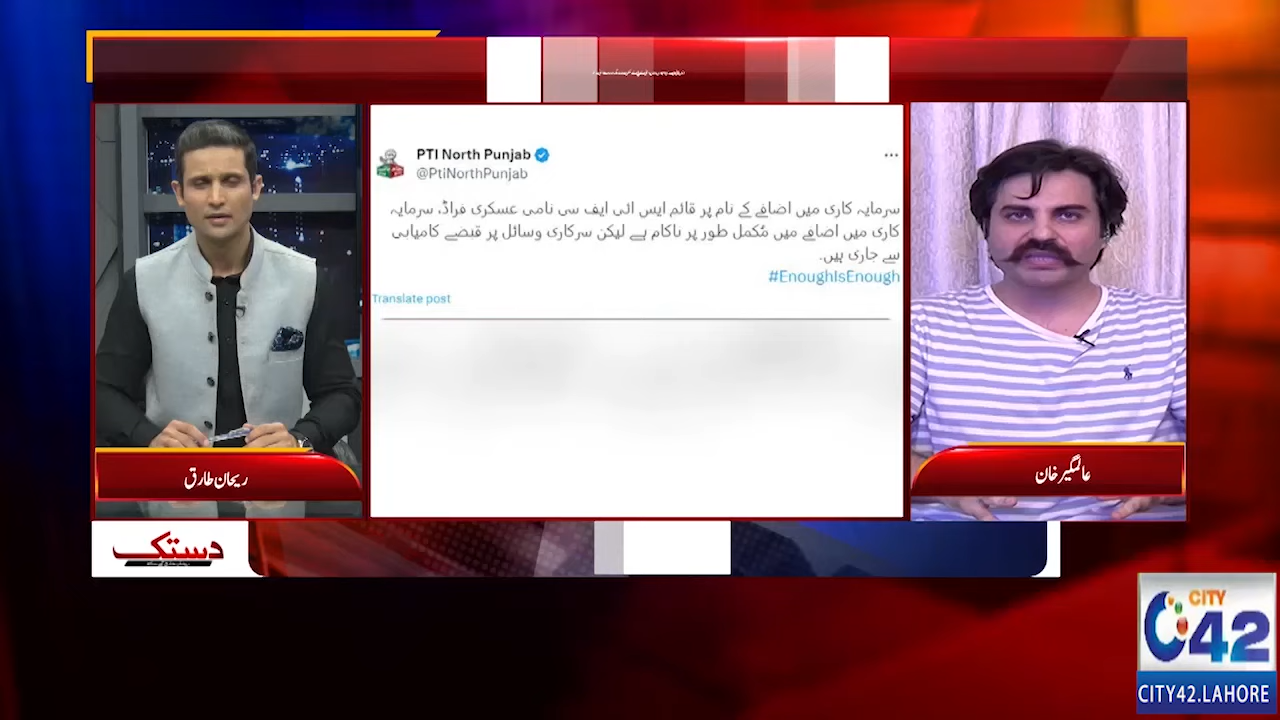 PTI North Punjab
@PtiNorthPunjab
سرمایہ کاری میں اضافے کے نام پر قائم ایس ائی ایف سی نامی عسکری فراڈ، سرمایہ
کاری میں اضافے میں مُکمل طور پر ناکام ہے لیکن سرکاری وسائل پر قبضے کامیابی
سے جاری ہیں۔
#EnoughIsEnough
Translate post
ریحان طارق
عالمگیر خان
دستک
CITY
42
CITY42.LAHORE